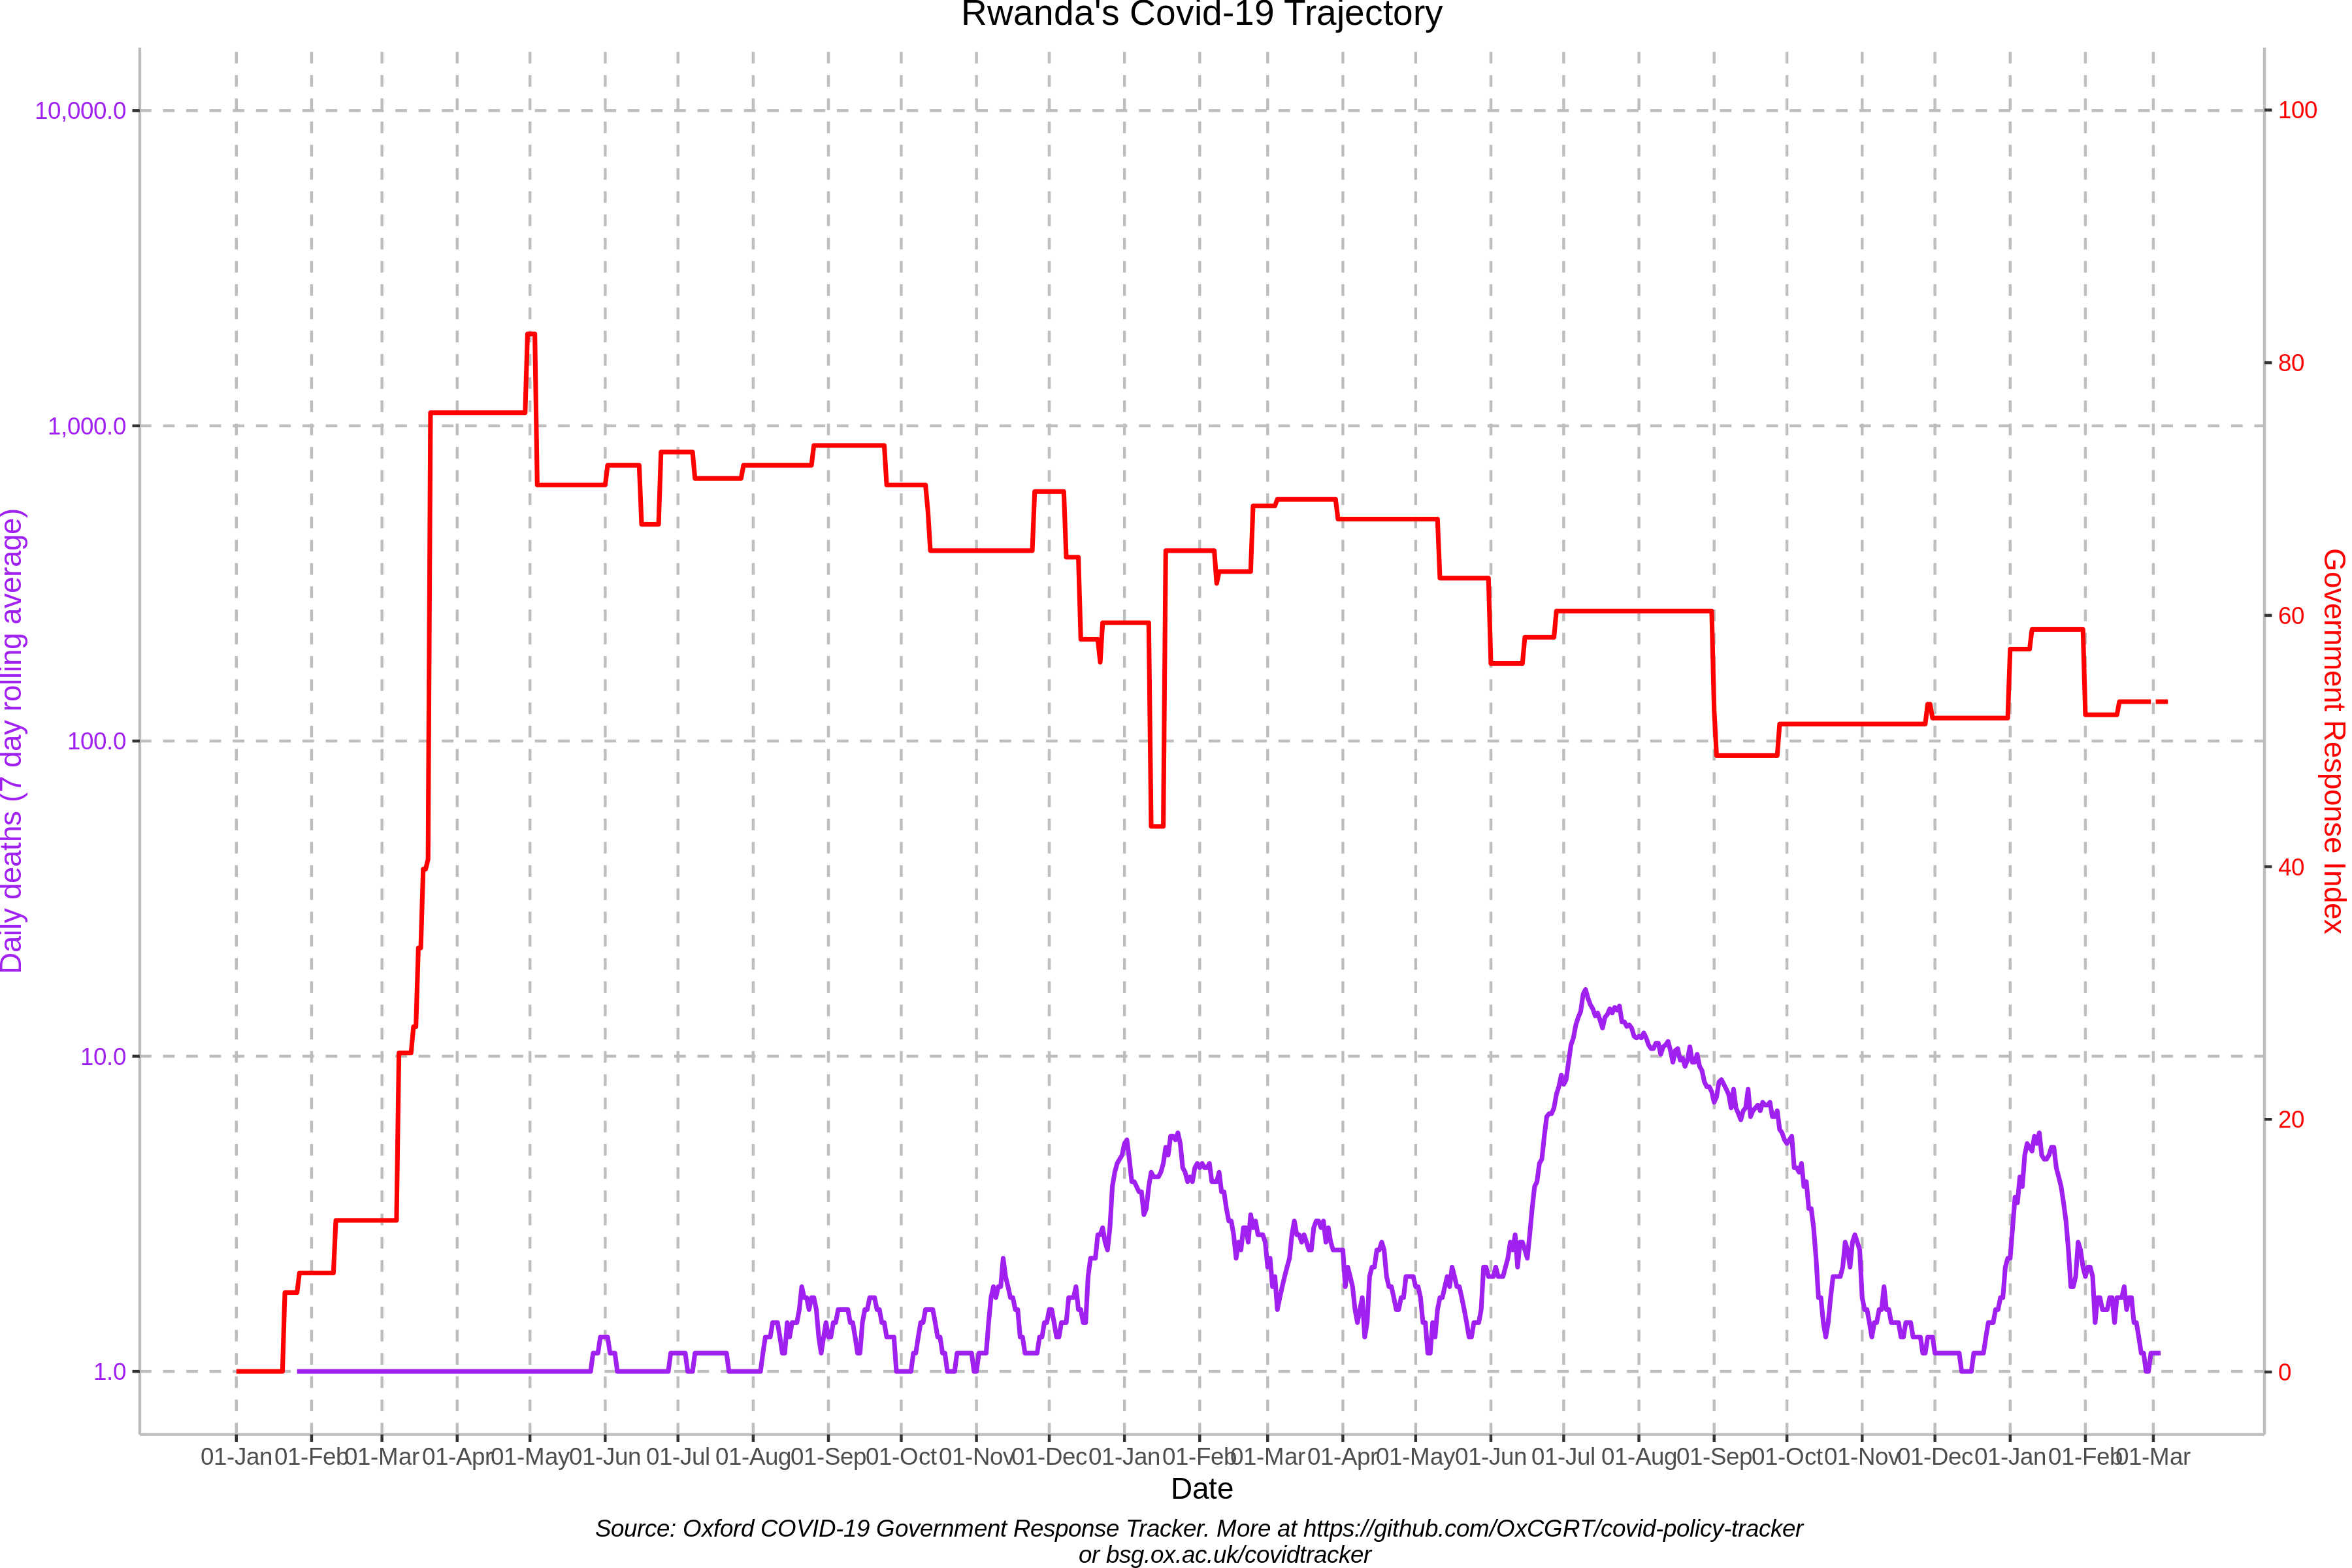 Rwanda's Covid-19 Trajectory
10,000.0
1,000.0
100.0
10.0
1.0
Daily deaths (7 day rolling average)
100
80
60
40
20
0
Government Response Index
01-Jan 01-Feb 01-Mar 01-Apr 01-May 01-Jun 01-Jul 01-Aug 01-Sep 01-Oct 01-Nov 01-Dec 01-Jan 01-Feb 01-Mar 01-Apr 01-May 01-Jun 01-Jul 01-Aug 01-Sep 01-Oct 01-Nov 01-Dec 01-Jan 01-Feb 01-Mar
Date
Source: Oxford COVID-19 Government Response Tracker. More at https://github.com/OxCGRT/covid-policy-tracker
or bsg.ox.ac.uk/covidtracker